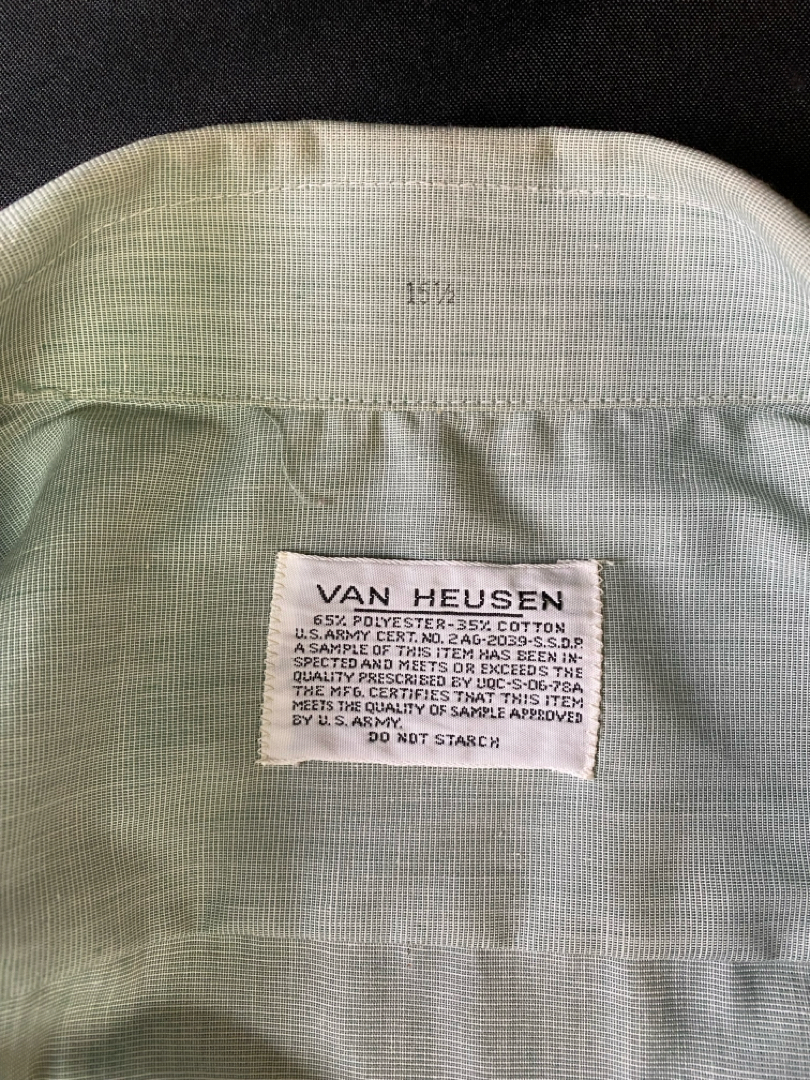 15½
VAN HEUSEN
65% POLYESTER-35% COTTON
U.S. ARMY CERT. NO. 2AG-2039-S.S.D.P.
A SAMPLE OF THIS ITEM HAS BEEN IN-
SPECTED AND MEETS OR EXCEEDS THE
QUALITY PRESCRIBED BY UQC-S-06-78A
THE MFG. CERTIFIES THAT THIS ITEM
MEETS THE QUALITY OF SAMPLE APPROVED
BY U.S. ARMY.
DO NOT STARCH